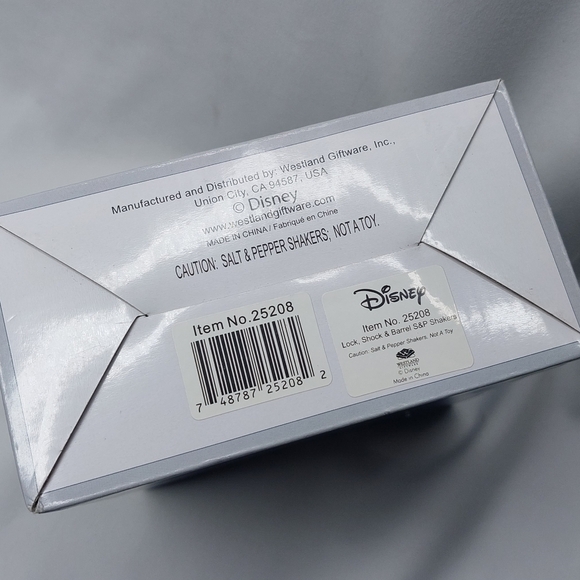 Manufactured and Distributed by: Westland Giftware, Inc.,
Union City, CA 94587, USA
© Disney
www.westlandgiftware.com
MADE IN CHINA / Fabriqué en Chine
CAUTION: SALT & PEPPER SHAKERS; NOT A TOY.
Item No.25208
7 48787 25208 2
Disney
Item No. 25208
Lock, Shock & Barrel S&P Shakers
Caution: Salt & Pepper Shakers, Not A Toy
WESTLAND
GIFTWARE
© Disney
Made in China